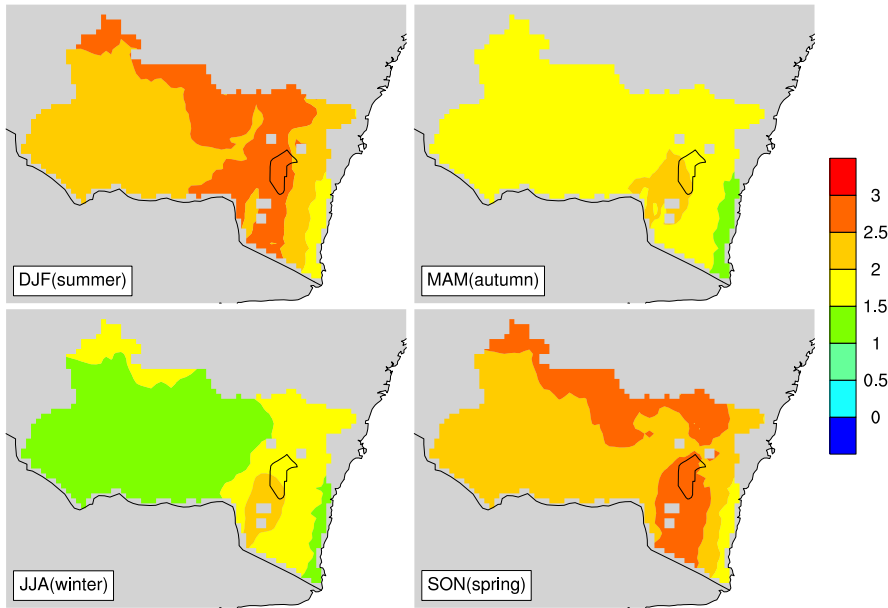 DJF(summer)
MAM(autumn)
JJA(winter)
SON(spring)
3
2.5
2
1.5
1
0.5
0